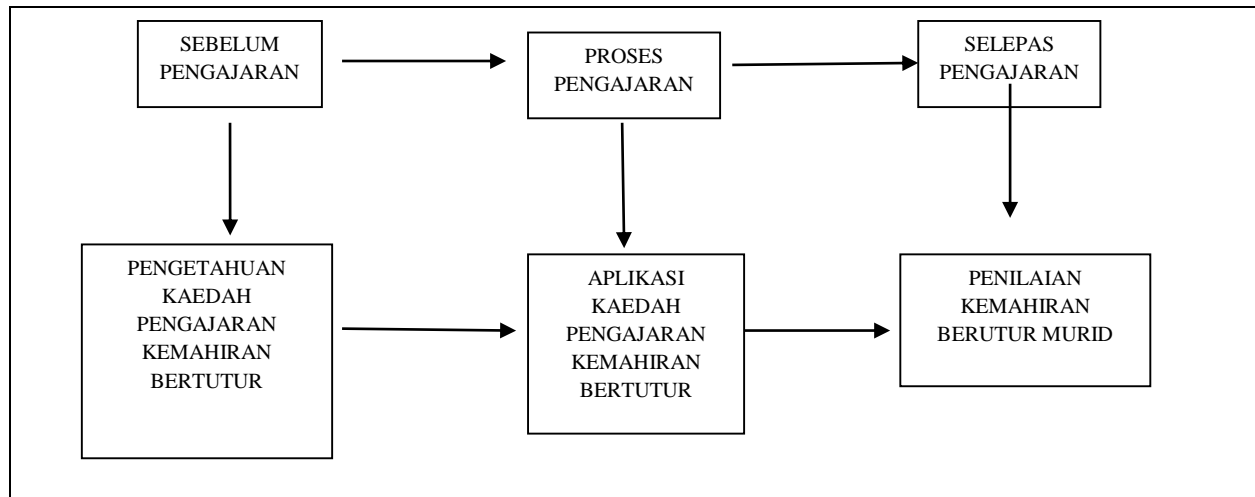 SEBELUM
PENGAJARAN
PROSES
PENGAJARAN
SELEPAS
PENGAJARAN
PENGETAHUAN
KAEDAH
PENGAJARAN
KEMAHIRAN
BERTUTUR
APLIKASI
KAEDAH
PENGAJARAN
KEMAHIRAN
BERTUTUR
PENILAIAN
KEMAHIRAN
BERUTUR MURID